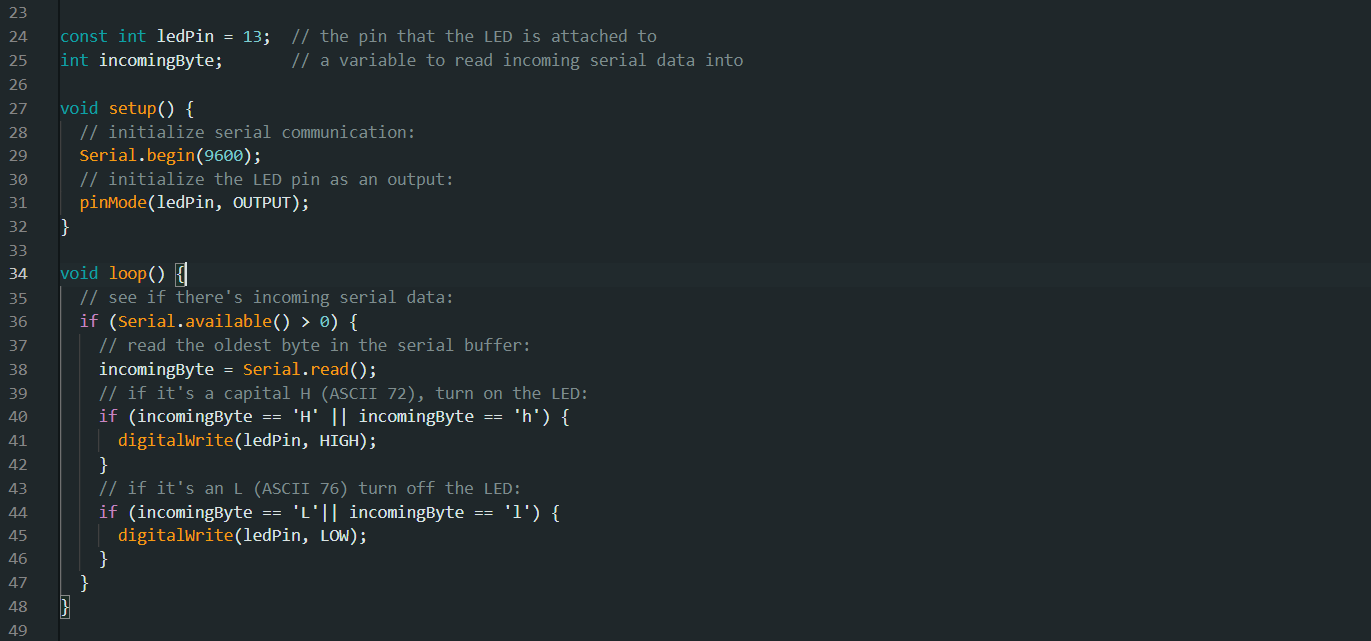 23
24 const int ledPin = 13;  // the pin that the LED is attached to
25 int incomingByte;       // a variable to read incoming serial data into
26
27 void setup() {
28   // initialize serial communication:
29   Serial.begin(9600);
30   // initialize the LED pin as an output:
31   pinMode(ledPin, OUTPUT);
32 }
33
34 void loop() {
35   // see if there's incoming serial data:
36   if (Serial.available() > 0) {
37     // read the oldest byte in the serial buffer:
38     incomingByte = Serial.read();
39     // if it's a capital H (ASCII 72), turn on the LED:
40     if (incomingByte == 'H' || incomingByte == 'h') {
41       digitalWrite(ledPin, HIGH);
42     }
43     // if it's an L (ASCII 76) turn off the LED:
44     if (incomingByte == 'L'|| incomingByte == 'l') {
45       digitalWrite(ledPin, LOW);
46     }
47   }
48 }
49